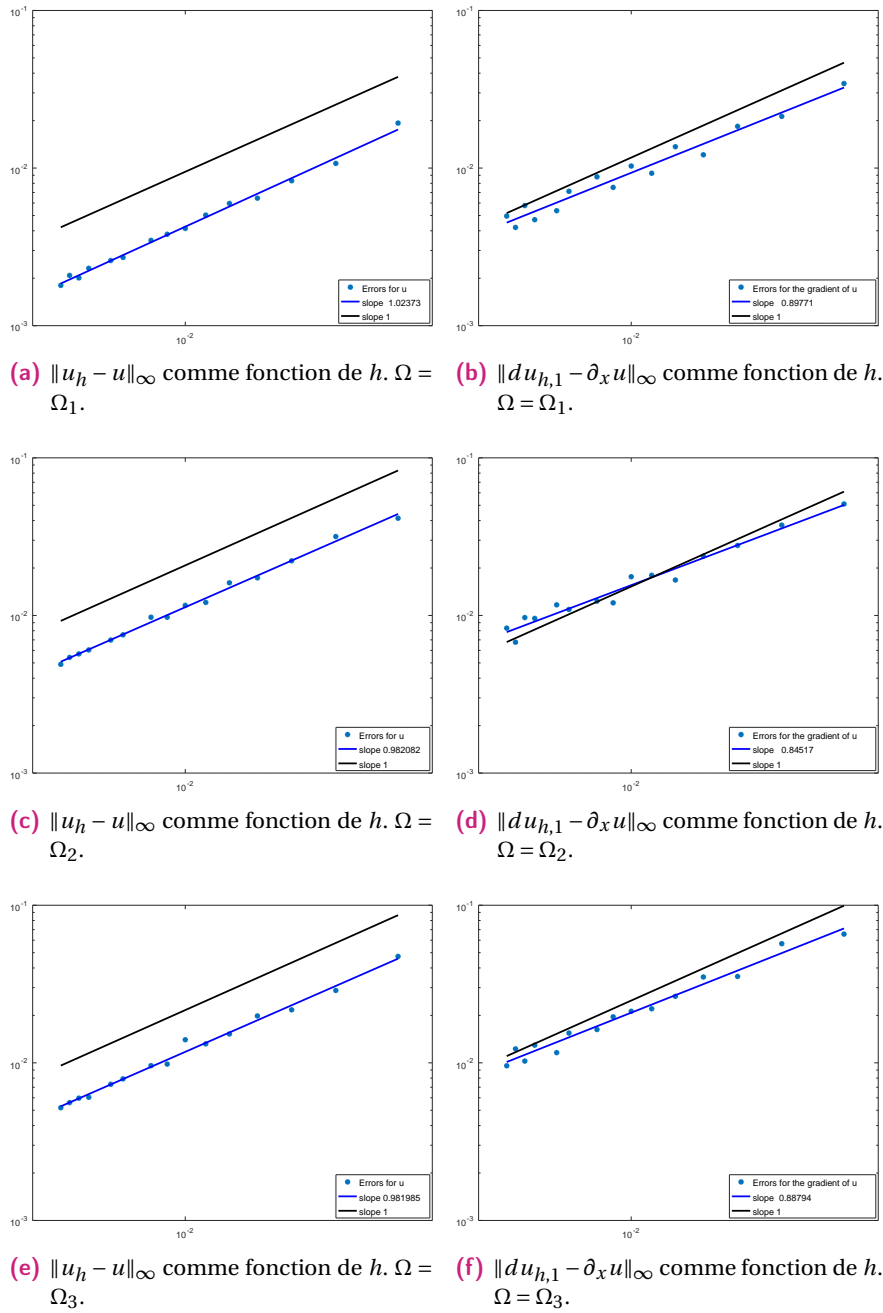 10^-1
10^-2
10^-3
10^-2
Errors for u
slope 1.02373
slope 1
(a) ‖u_h − u‖_∞ comme fonction de h. Ω =
Ω_1.
10^-1
10^-2
10^-3
10^-2
Errors for the gradient of u
slope 0.89771
slope 1
(b) ‖du_{h,1} − ∂_x u‖_∞ comme fonction de h.
Ω = Ω_1.
10^-1
10^-2
10^-3
10^-2
Errors for u
slope 0.982082
slope 1
(c) ‖u_h − u‖_∞ comme fonction de h. Ω =
Ω_2.
10^-1
10^-2
10^-3
10^-2
Errors for the gradient of u
slope 0.84517
slope 1
(d) ‖du_{h,1} − ∂_x u‖_∞ comme fonction de h.
Ω = Ω_2.
10^-1
10^-2
10^-3
10^-2
Errors for u
slope 0.981985
slope 1
(e) ‖u_h − u‖_∞ comme fonction de h. Ω =
Ω_3.
10^-1
10^-2
10^-3
10^-2
Errors for the gradient of u
slope 0.88794
slope 1
(f) ‖du_{h,1} − ∂_x u‖_∞ comme fonction de h.
Ω = Ω_3.